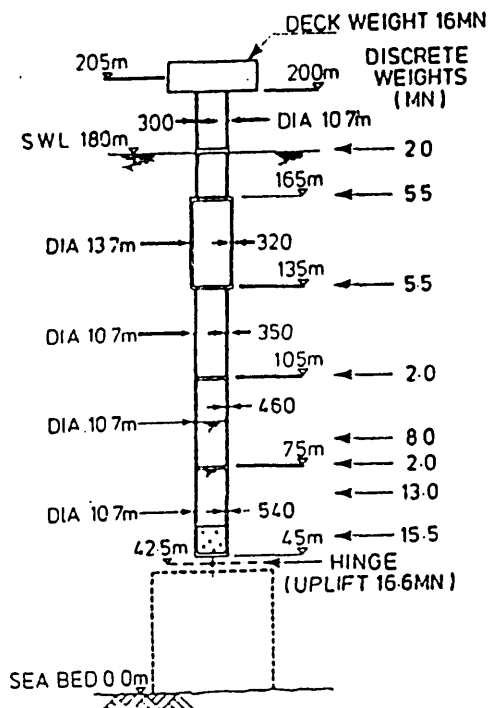 DECK WEIGHT 16MN
205m
200m
DISCRETE
WEIGHTS
(MN)
300
DIA 10 7m
SWL 180m
2 0
165m
5 5
DIA 13 7m
320
135m
5.5
DIA 10 7m
350
105m
2.0
460
DIA.10 7m
8 0
75m
2.0
13.0
DIA 10 7m
540
45m
15.5
42.5m
HINGE
(UPLIFT 16.6MN)
SEA BED 0 0m